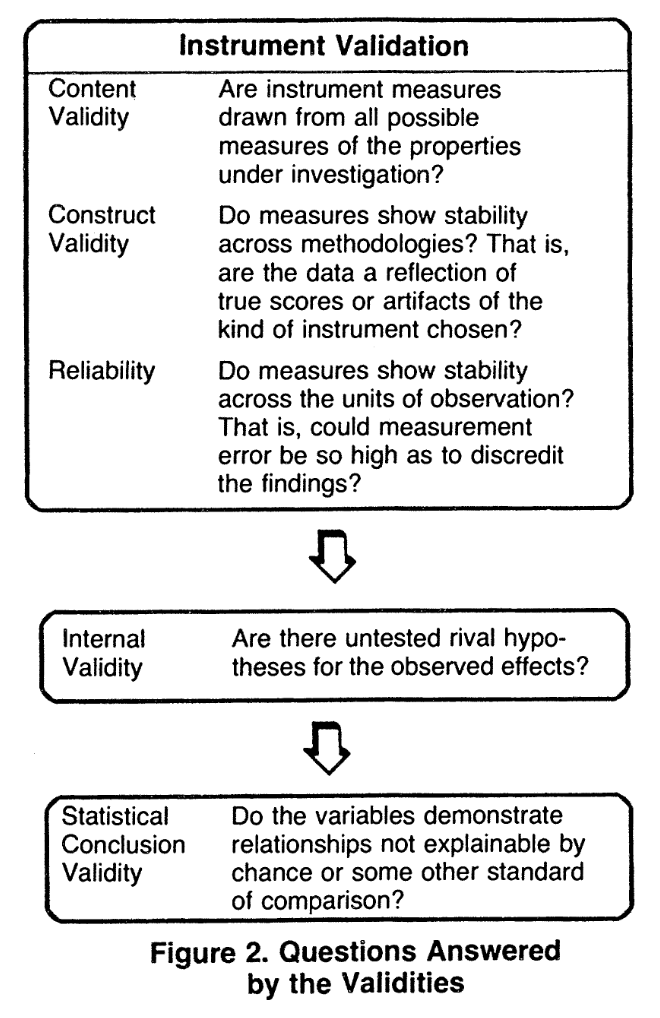 Instrument Validation
Content Are instrument measures
Validity drawn from all possible
measures of the properties
under investigation?
Construct Do measures show stability
Validity across methodologies? That is,
are the data a reflection of
true scores or artifacts of the
kind of instrument chosen?
Reliability Do measures show stability
across the units of observation?
That is, could measurement
error be so high as to discredit
the findings?
Internal Are there untested rival hypo-
Validity theses for the observed effects?
Statistical Do the variables demonstrate
Conclusion relationships not explainable by
Validity chance or some other standard
of comparison?
Figure 2. Questions Answered
by the Validities